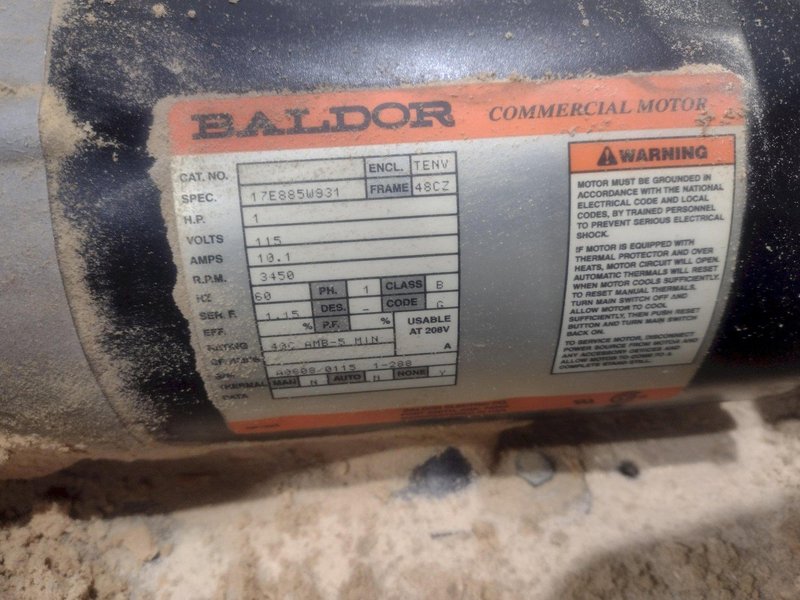 BALDOR COMMERCIAL MOTOR
CAT. NO. ENCL. TENV
SPEC. 17E885W931 FRAME 48CZ
H.P. 1
VOLTS 115
AMPS 10.1
R.P.M. 3450
HZ 60 PH. 1 CLASS B
SER. F. 1.15 DES. - CODE G
EFF. % P.F. % USABLE AT 208V A
RATING 40C AMB-5 MIN
A0808/0115 1-288
THERMAL MAN N AUTO N NONE Y
DATA
WARNING
MOTOR MUST BE GROUNDED IN
ACCORDANCE WITH THE NATIONAL
ELECTRICAL CODE AND LOCAL
CODES, BY TRAINED PERSONNEL
TO PREVENT SERIOUS ELECTRICAL
SHOCK.
IF MOTOR IS EQUIPPED WITH
THERMAL PROTECTOR AND OVER
HEATS, MOTOR CIRCUIT WILL OPEN.
AUTOMATIC THERMALS WILL RESET
WHEN MOTOR COOLS SUFFICIENTLY.
TO RESET MANUAL THERMALS,
TURN MAIN SWITCH OFF AND
ALLOW MOTOR TO COOL
SUFFICIENTLY, THEN PUSH RESET
BUTTON AND TURN MAIN SWITCH
BACK ON.
TO SERVICE MOTOR, DISCONNECT
POWER SOURCE FROM MOTOR AND
ANY ACCESSORY DEVICES AND
ALLOW MOTOR TO COME TO A
COMPLETE STAND STILL.